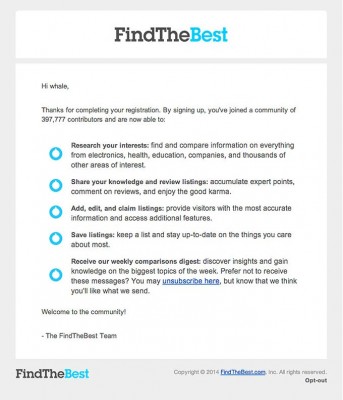 FindTheBest
Hi whale,
Thanks for completing your registration. By signing up, you've joined a community of
397,777 contributors and are now able to:
Research your interests: find and compare information on everything
from electronics, health, education, companies, and thousands of
other areas of interest.
Share your knowledge and review listings: accumulate expert points,
comment on reviews, and enjoy the good karma.
Add, edit, and claim listings: provide visitors with the most accurate
information and access additional features.
Save listings: keep a list and stay up-to-date on the things you care
about most.
Receive our weekly comparisons digest: discover insights and gain
knowledge on the biggest topics of the week. Prefer not to receive
these messages? You may unsubscribe here, but know that we think
you'll like what we send.
Welcome to the community!
- The FindTheBest Team
FindTheBest
Copyright © 2014 FindTheBest.com, Inc. All rights reserved.
Opt-out